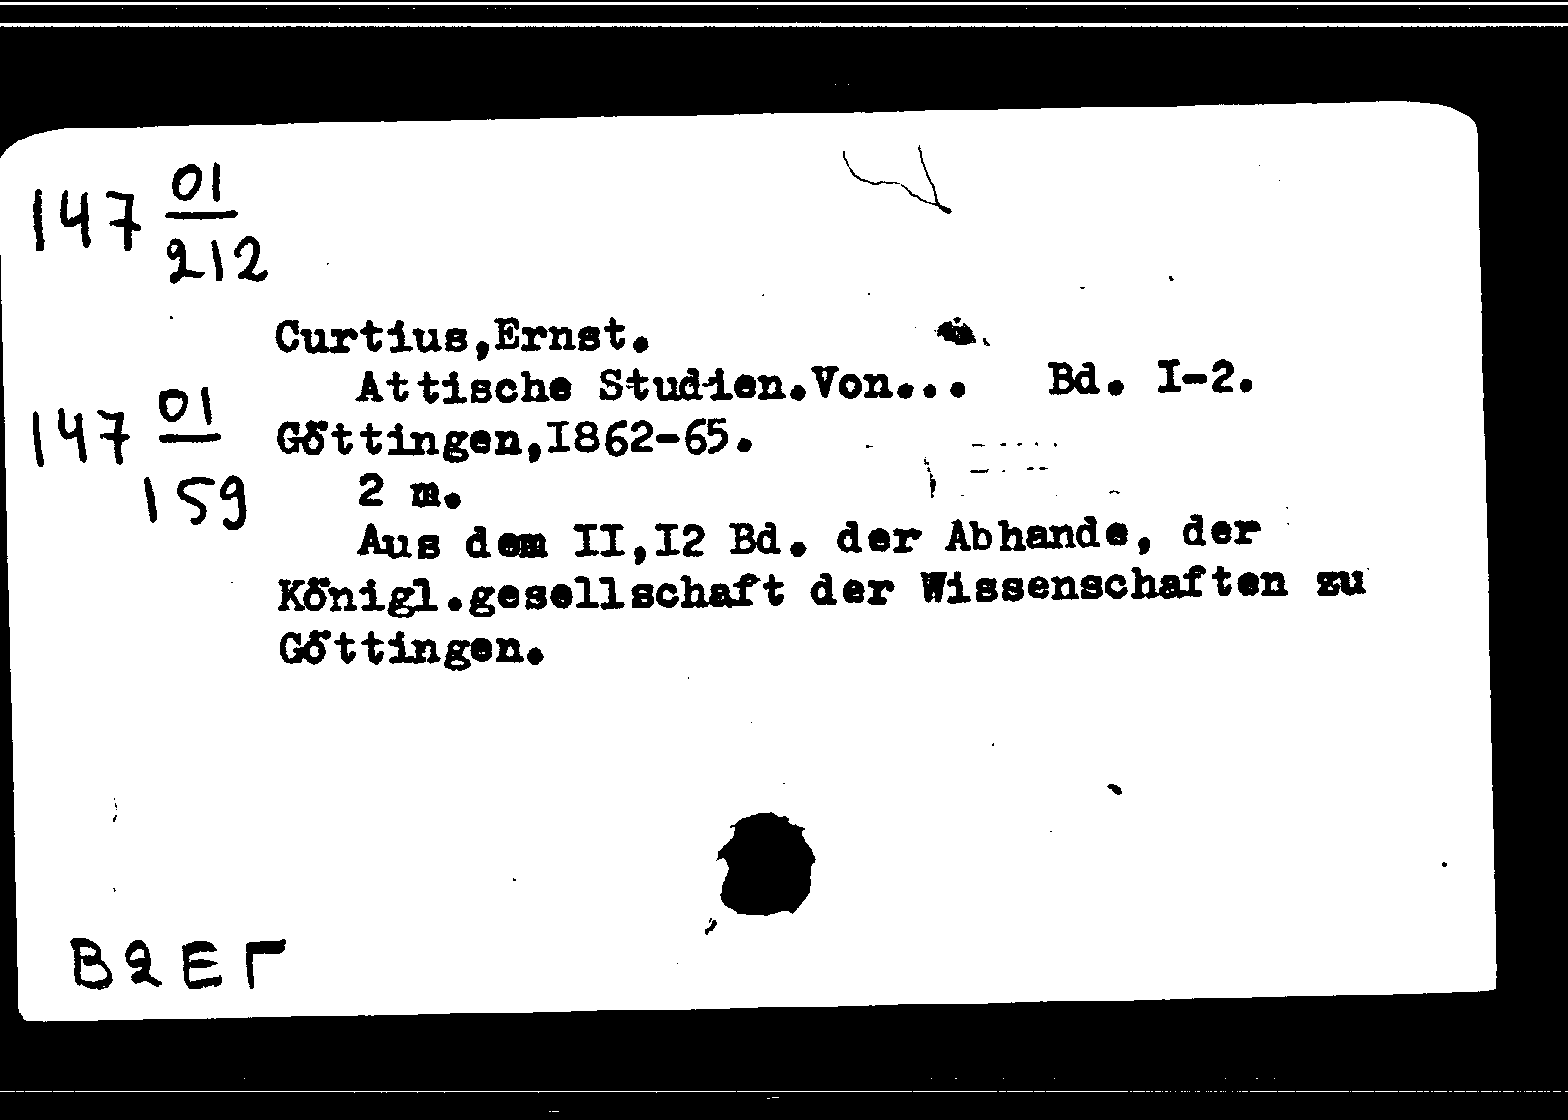 147 01/212
Curtius,Ernst.
Attische Studien.Von... Bd. I-2.
147 01/159
Göttingen,I862-65.
2 m.
Aus dem II,I2 Bd. der Abhande, der
Königl.gesellschaft der Wissenschaften zu
Göttingen.
B2EГ